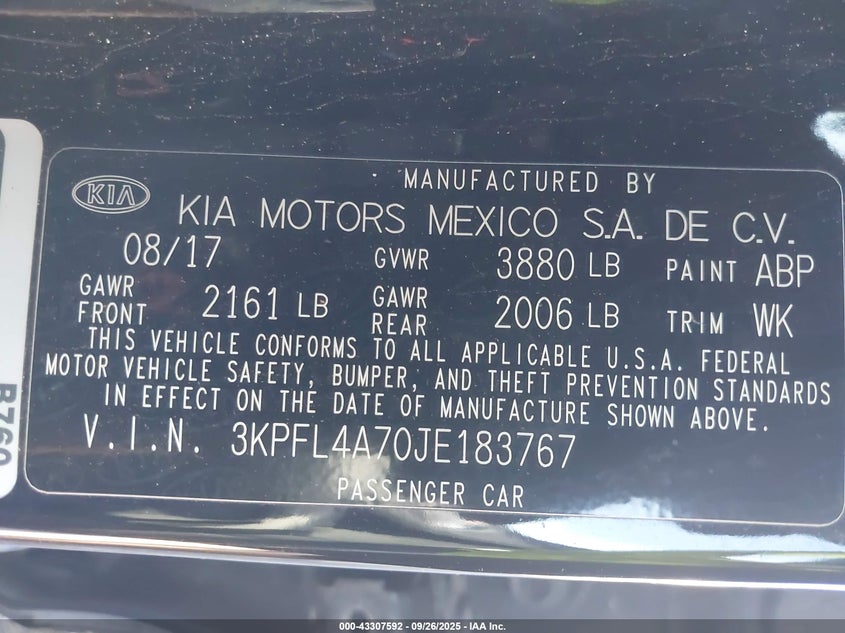 MANUFACTURED BY
KIA KIA MOTORS MEXICO S.A. DE C.V.
08/17 GVWR 3880 LB PAINT ABP
GAWR FRONT 2161 LB GAWR REAR 2006 LB TRIM WK
THIS VEHICLE CONFORMS TO ALL APPLICABLE U.S.A. FEDERAL
MOTOR VEHICLE SAFETY, BUMPER, AND THEFT PREVENTION STANDARDS
IN EFFECT ON THE DATE OF MANUFACTURE SHOWN ABOVE.
V.I.N. 3KPFL4A70JE183767
PASSENGER CAR
B760
000-43307592 - 09/26/2025 - IAA Inc.